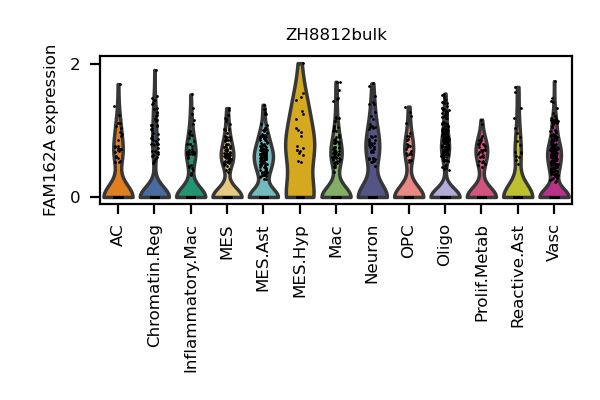 ZH8812bulk
FAM162A expression
2
0
AC
Chromatin.Reg
Inflammatory.Mac
MES
MES.Ast
MES.Hyp
Mac
Neuron
OPC
Oligo
Prolif.Metab
Reactive.Ast
Vasc